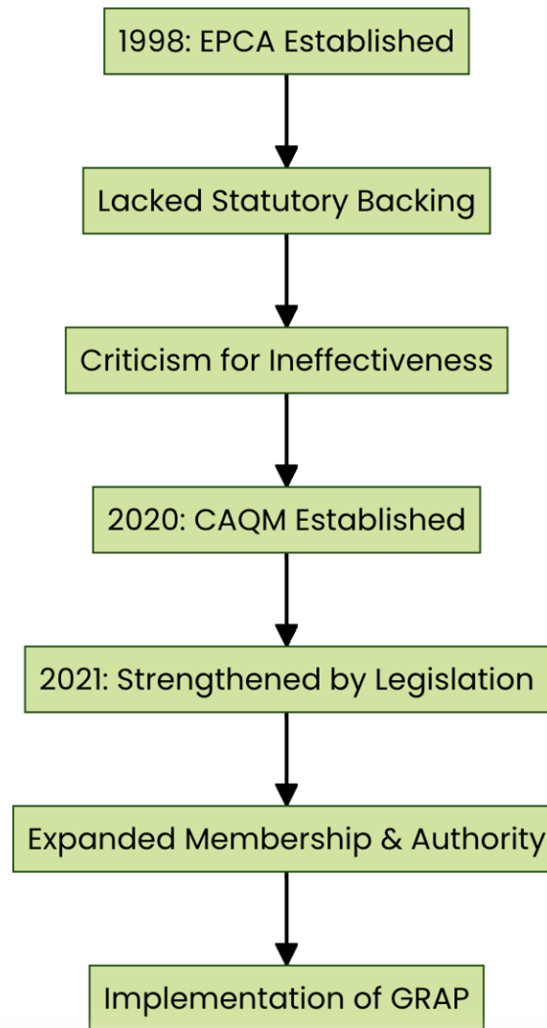 1998: EPCA Established
Lacked Statutory Backing
Criticism for Ineffectiveness
2020: CAQM Established
2021: Strengthened by Legislation
Expanded Membership & Authority
Implementation of GRAP